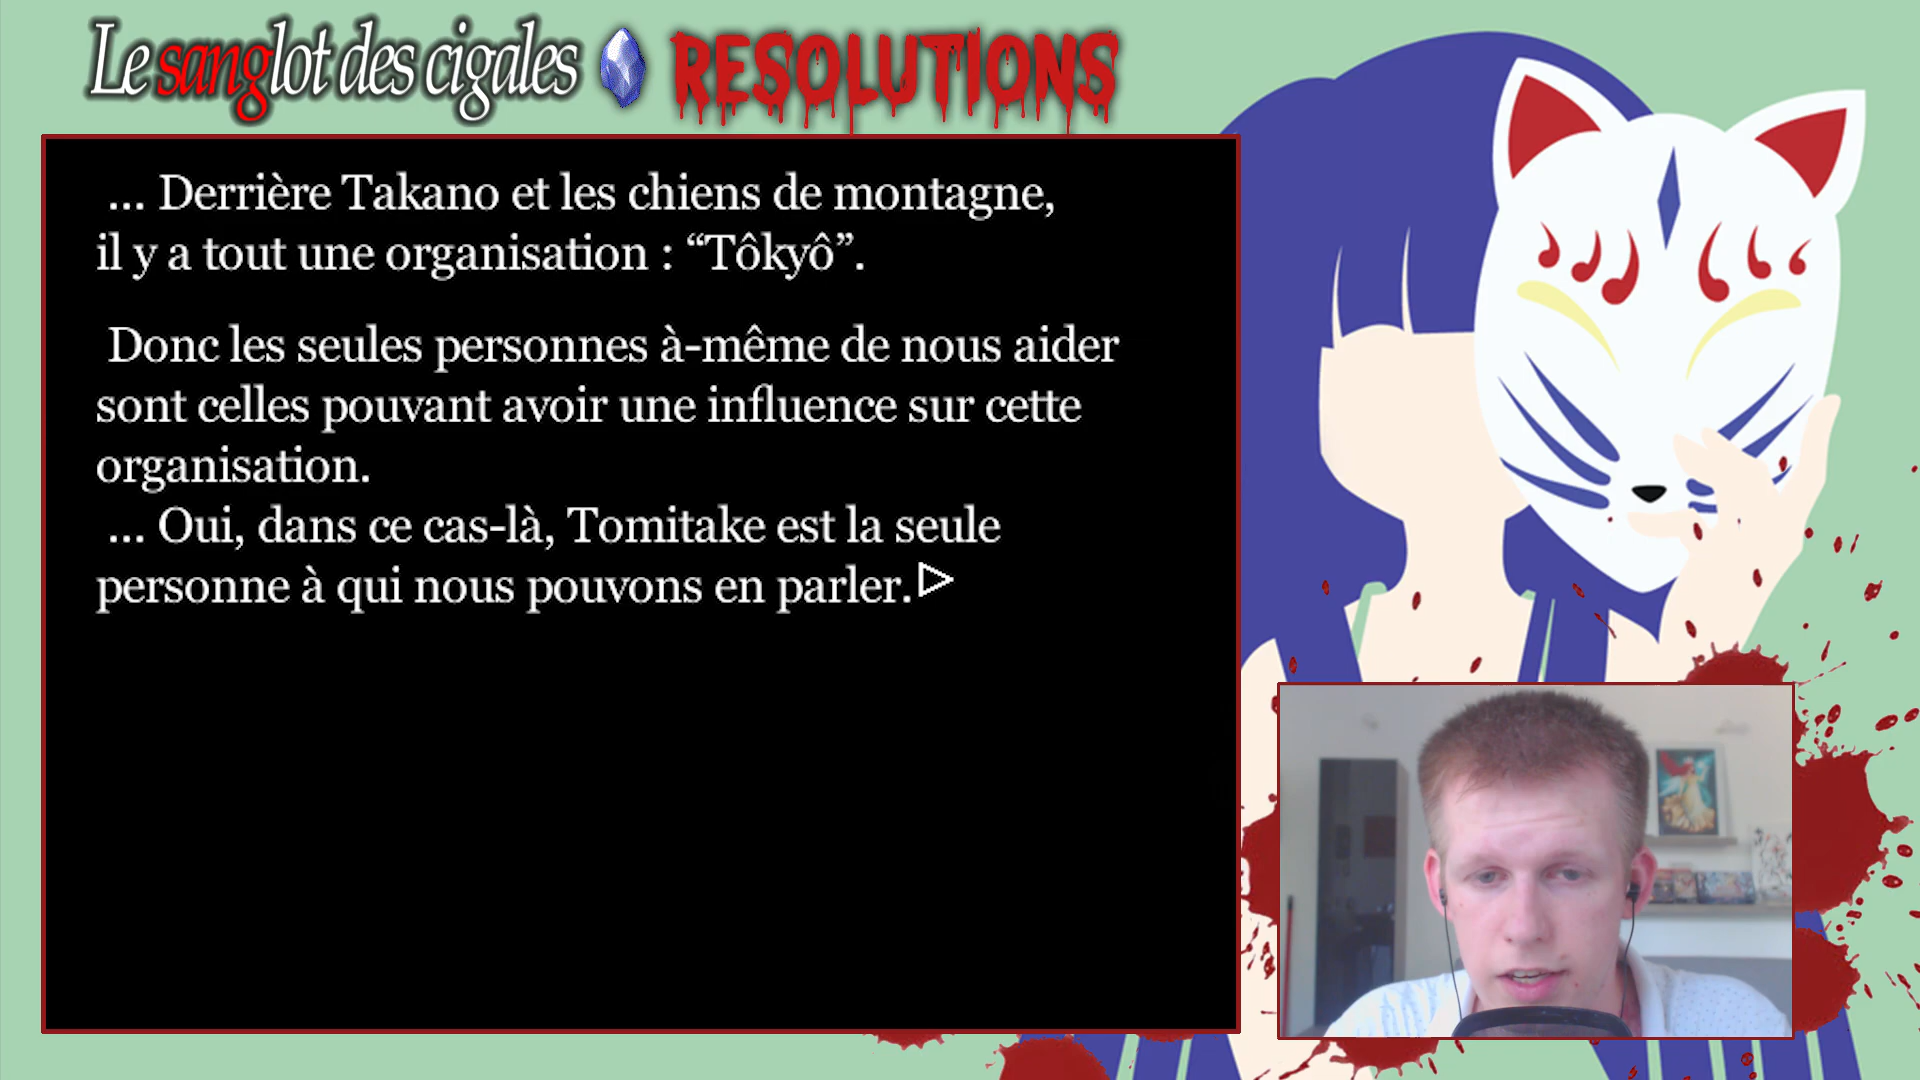 Le sanglot des cigales RESOLUTIONS
... Derrière Takano et les chiens de montagne,
il y a tout une organisation : “Tôkyô”.
Donc les seules personnes à-même de nous aider
sont celles pouvant avoir une influence sur cette
organisation.
... Oui, dans ce cas-là, Tomitake est la seule
personne à qui nous pouvons en parler.